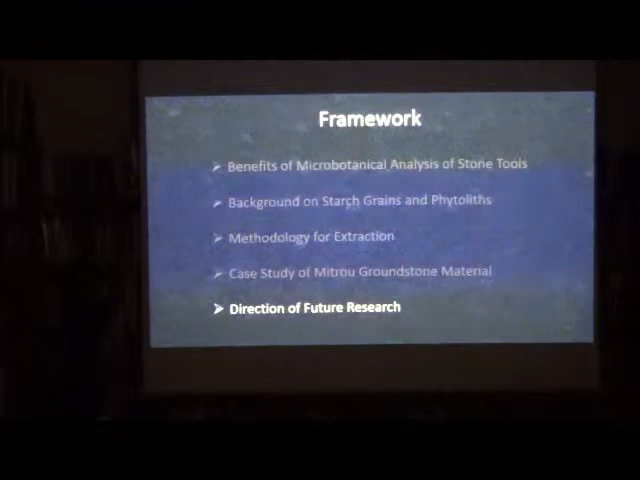 Framework
➢ Benefits of Microbotanical Analysis of Stone Tools
➢ Background on Starch Grains and Phytoliths
➢ Methodology for Extraction
➢ Case Study of Mitrou Groundstone Material
➢ Direction of Future Research